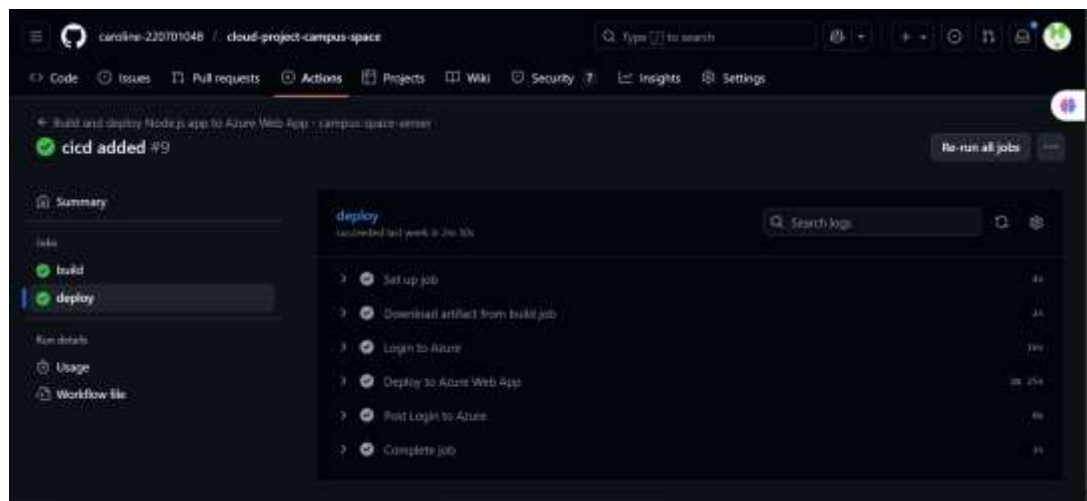 caroline-220701048 / cloud-project-campus-space
Type / to search
Code Issues Pull requests Actions Projects Wiki Security 7 Insights Settings
Build and deploy Node.js app to Azure Web App - campus-space-server
cicd added #9
Re-run all jobs
Summary
deploy
succeeded last week in
Search logs
Jobs
build
deploy
Set up job
Download artifact from build job
Login to Azure
Deploy to Azure Web App
Post Login to Azure
Complete job
Run details
Usage
Workflow file